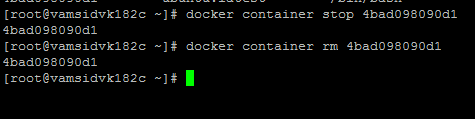 [root@vamsidvk182c ~]# docker container stop 4bad098090d1
4bad098090d1
[root@vamsidvk182c ~]# docker container rm 4bad098090d1
4bad098090d1
[root@vamsidvk182c ~]#